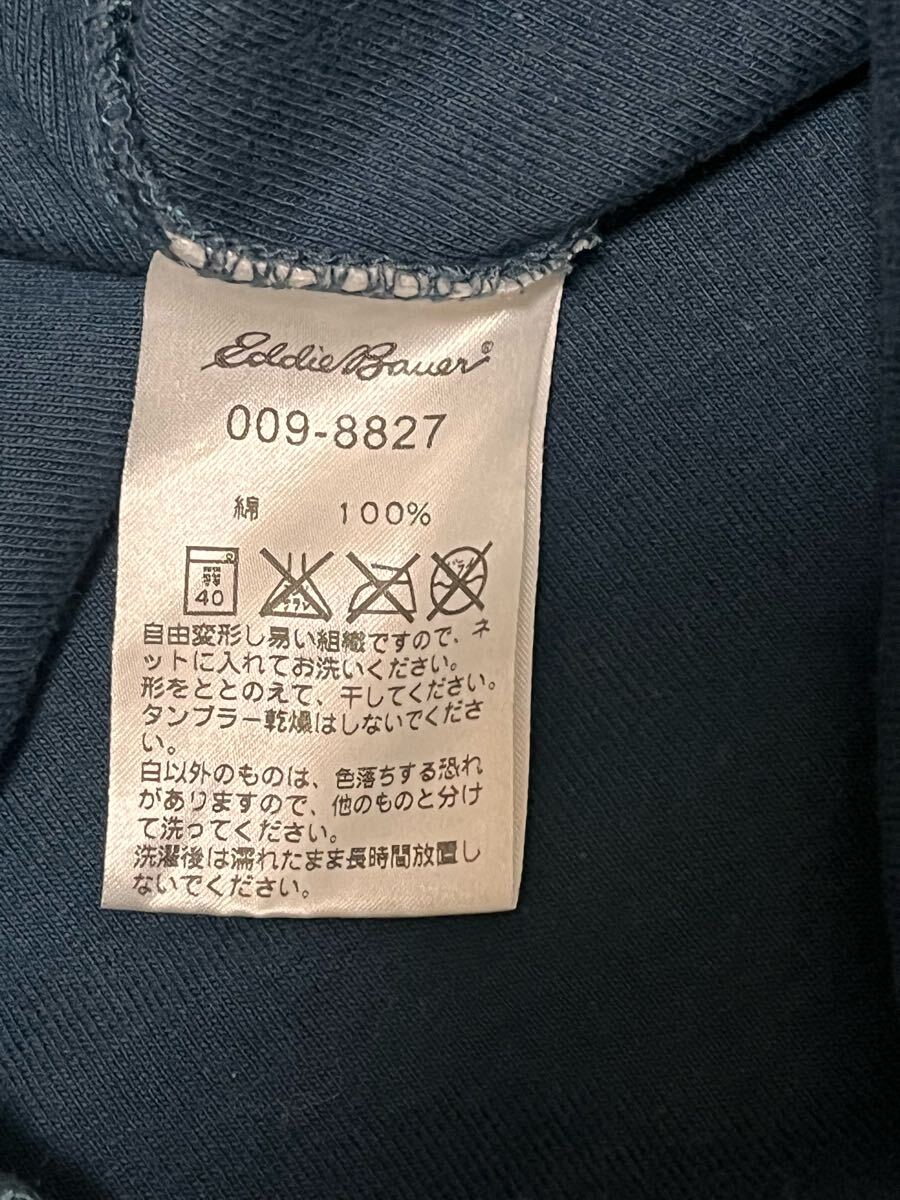 Eddie Bauer®
009-8827
綿 100%
40
自由変形し易い組織ですので、ネ
ットに入れてお洗いください。
形をととのえて、干してください。
タンブラー乾燥はしないでくださ
い。
白以外のものは、色落ちする恐れ
がありますので、他のものと分け
て洗ってください。
洗濯後は濡れたまま長時間放置し
ないでください。